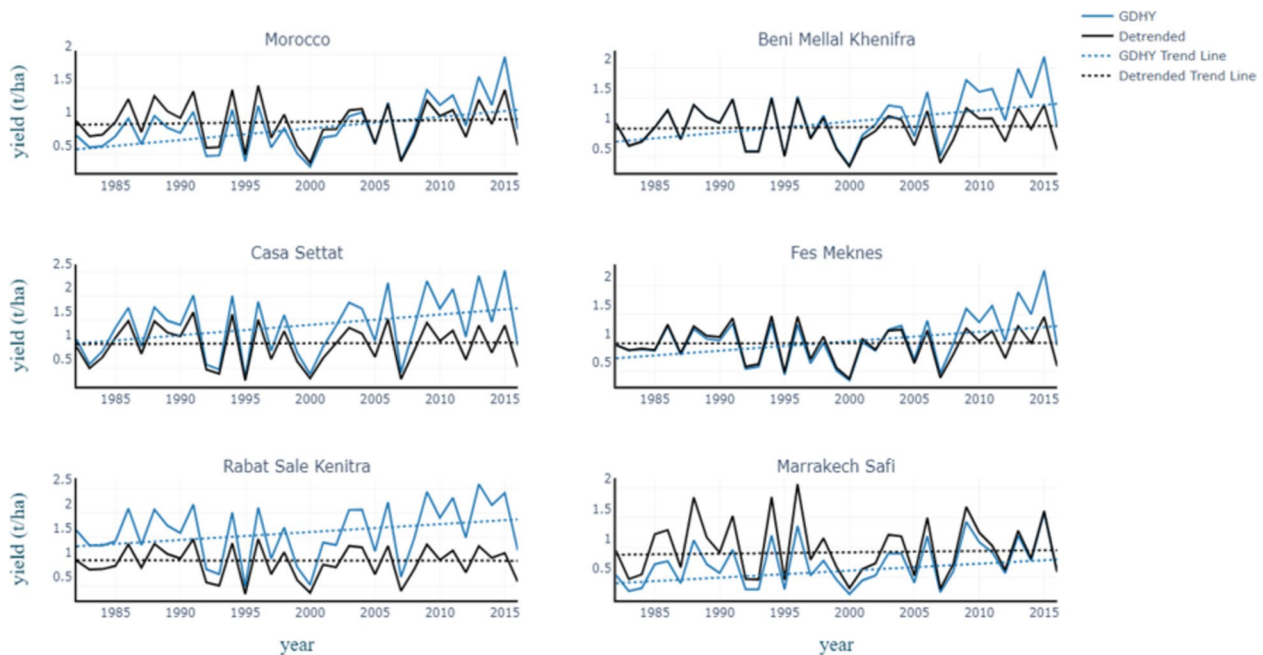 GDHY
Detrended
GDHY Trend Line
Detrended Trend Line
Morocco
Beni Mellal Khenifra
yield (t/ha)
2
1.5
1
0.5
2
1.5
1
0.5
1985 1990 1995 2000 2005 2010 2015
1985 1990 1995 2000 2005 2010 2015
Casa Settat
Fes Meknes
yield (t/ha)
2.5
2
1.5
1
0.5
2
1.5
1
0.5
1985 1990 1995 2000 2005 2010 2015
1985 1990 1995 2000 2005 2010 2015
Rabat Sale Kenitra
Marrakech Safi
yield (t/ha)
2.5
2
1.5
1
0.5
2
1.5
1
0.5
1985 1990 1995 2000 2005 2010 2015
1985 1990 1995 2000 2005 2010 2015
year
year